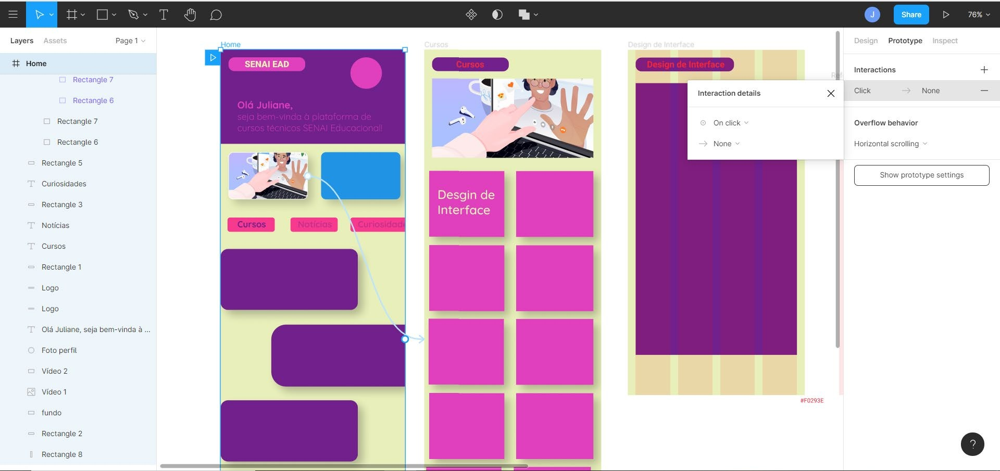 J
Share
76%
Layers
Assets
Page 1
Home
Rectangle 7
Rectangle 6
Rectangle 7
Rectangle 6
Rectangle 5
Curiosidades
Rectangle 3
Notícias
Cursos
Rectangle 1
Logo
Logo
Olá Juliane, seja bem-vinda à ...
Foto perfil
Vídeo 2
Vídeo 1
fundo
Rectangle 2
Rectangle 8
Home
SENAI EAD
Olá Juliane,
seja bem-vinda à plataforma de
cursos técnicos SENAI Educacional!
Cursos
Notícias
Curiosidade
Cursos
Cursos
Desgin de
Interface
Design de Interface
Design de Interface
#F0293E
Interaction details
On click
None
Design
Prototype
Inspect
Interactions
Click
None
Overflow behavior
Horizontal scrolling
Show prototype settings
?